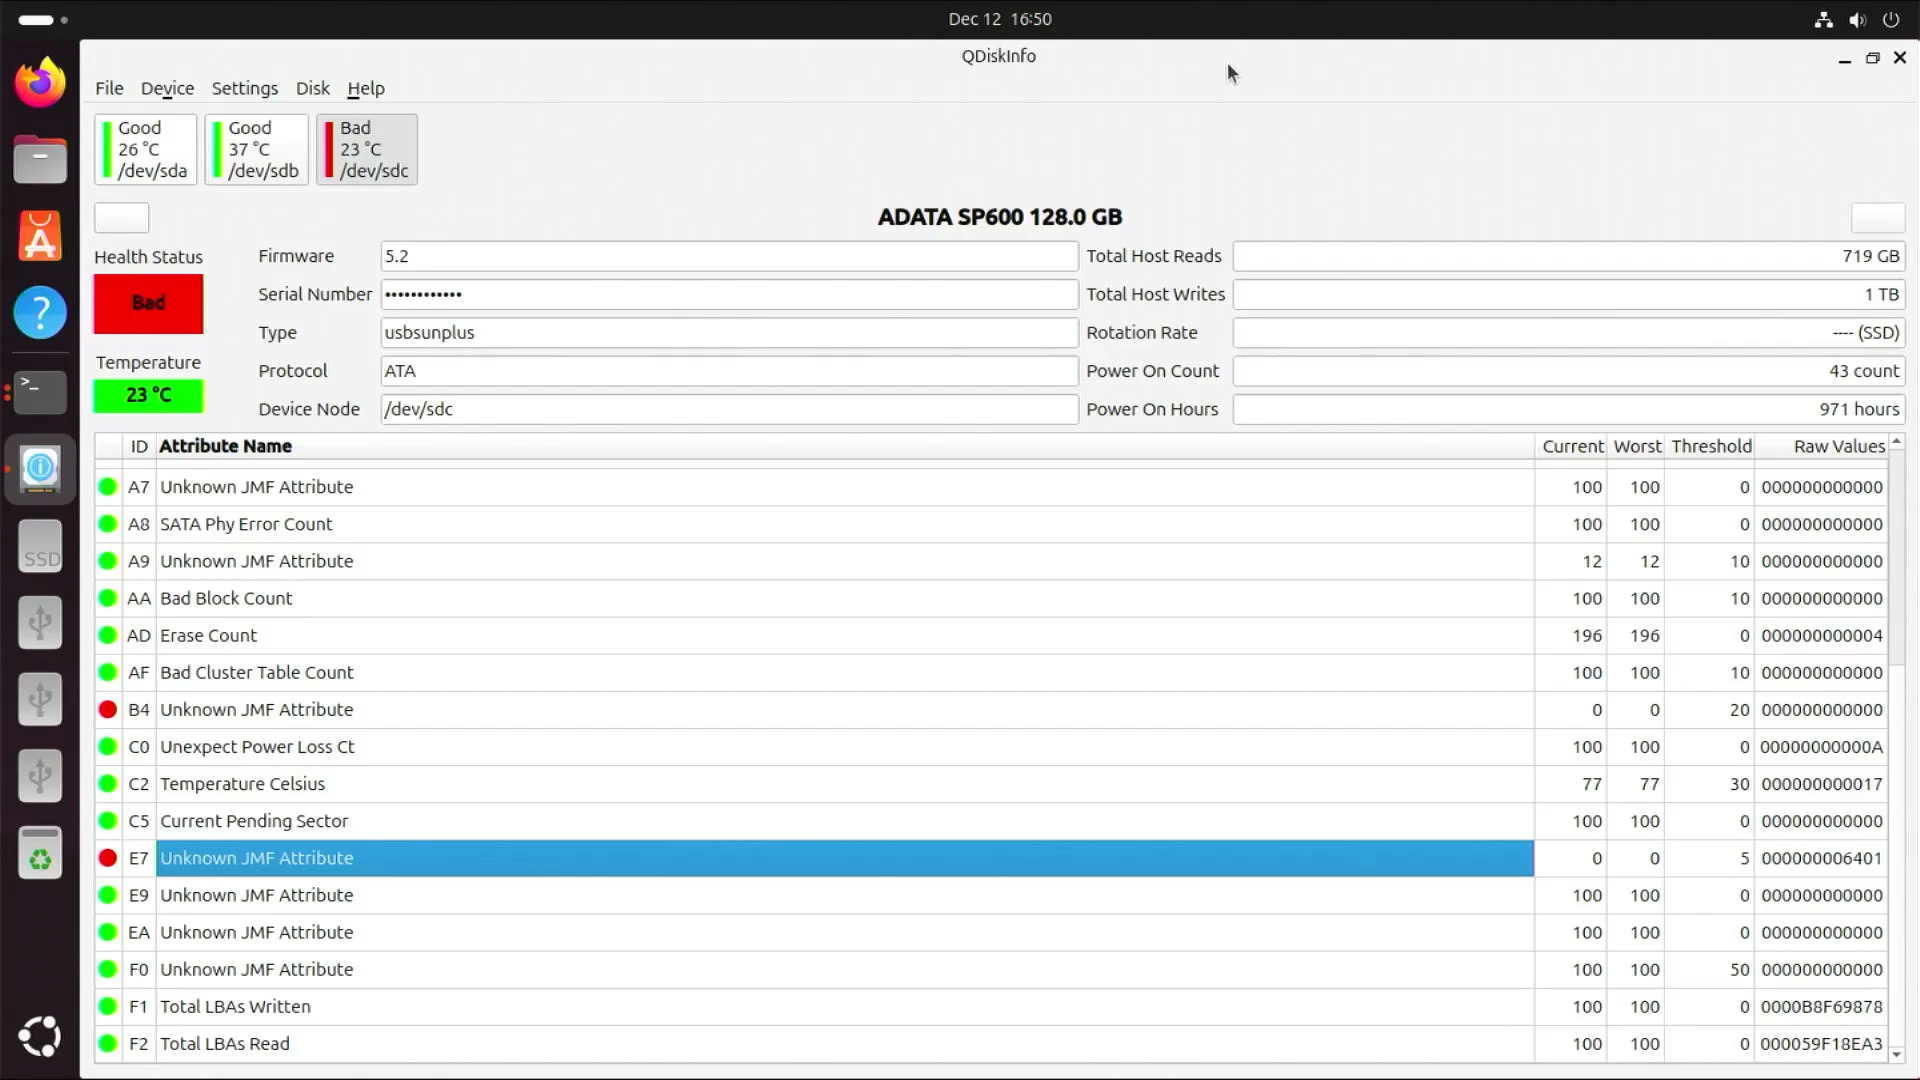 Dec 12 16:50
QDiskInfo
File Device Settings Disk Help
Good
26 °C
/dev/sda
Good
37 °C
/dev/sdb
Bad
23 °C
/dev/sdc
ADATA SP600 128.0 GB
Health Status
Bad
Temperature
23 °C
Firmware 5.2
Serial Number ••••••••••••
Type usbsunplus
Protocol ATA
Device Node /dev/sdc
Total Host Reads 719 GB
Total Host Writes 1 TB
Rotation Rate ---- (SSD)
Power On Count 43 count
Power On Hours 971 hours
ID Attribute Name Current Worst Threshold Raw Values
A7 Unknown JMF Attribute 100 100 0 000000000000
A8 SATA Phy Error Count 100 100 0 000000000000
A9 Unknown JMF Attribute 12 12 10 000000000000
AA Bad Block Count 100 100 10 000000000000
AD Erase Count 196 196 0 000000000004
AF Bad Cluster Table Count 100 100 10 000000000000
B4 Unknown JMF Attribute 0 0 20 000000000000
C0 Unexpect Power Loss Ct 100 100 0 00000000000A
C2 Temperature Celsius 77 77 30 000000000017
C5 Current Pending Sector 100 100 0 000000000000
E7 Unknown JMF Attribute 0 0 5 000000006401
E9 Unknown JMF Attribute 100 100 0 000000000000
EA Unknown JMF Attribute 100 100 0 000000000000
F0 Unknown JMF Attribute 100 100 50 000000000000
F1 Total LBAs Written 100 100 0 0000B8F69878
F2 Total LBAs Read 100 100 0 000059F18EA3
SSD